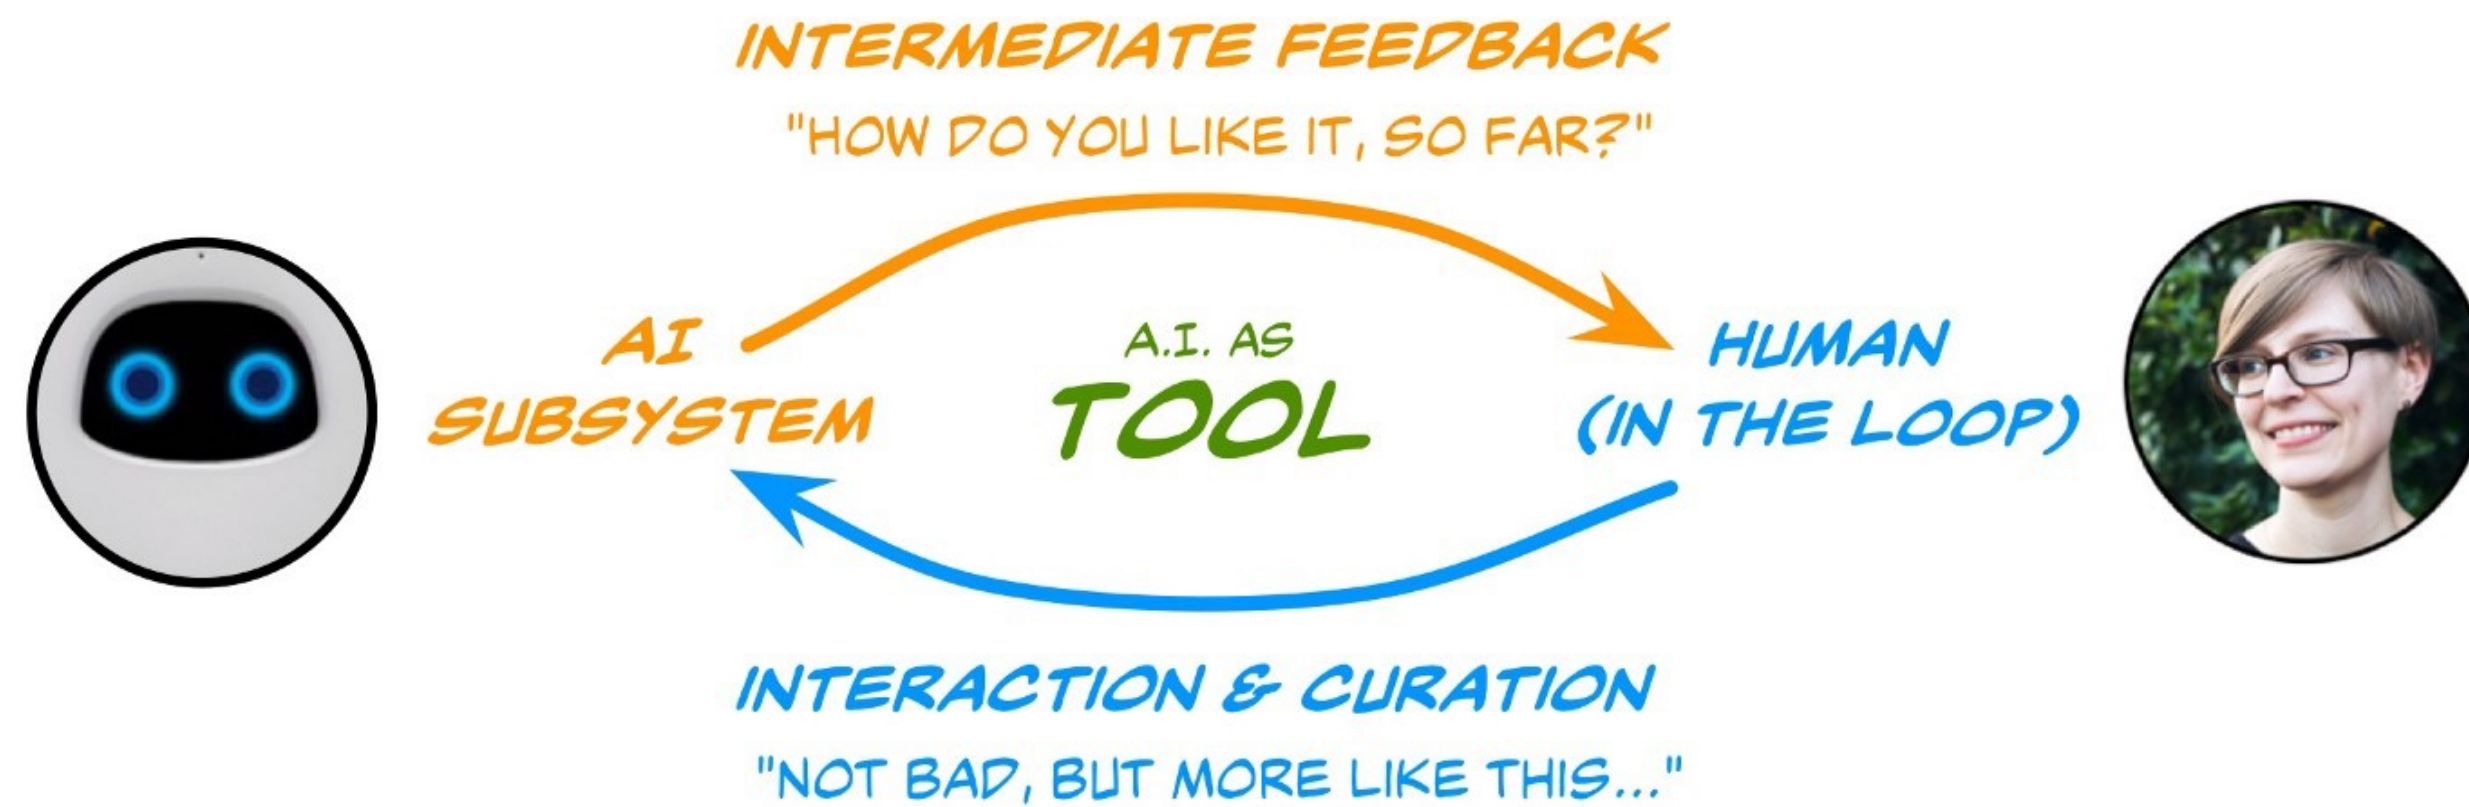 INTERMEDIATE FEEDBACK
"HOW DO YOU LIKE IT, SO FAR?"
AI
SUBSYSTEM
A.I. AS
TOOL
HUMAN
(IN THE LOOP)
INTERACTION & CURATION
"NOT BAD, BUT MORE LIKE THIS..."